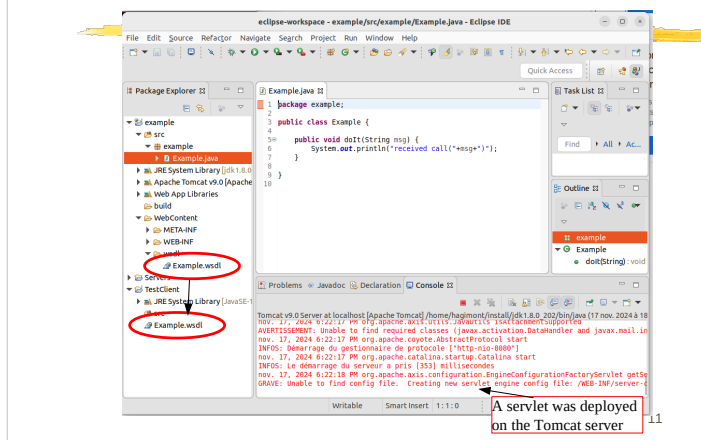 eclipse-workspace - example/src/example/Example.java - Eclipse IDE
File Edit Source Refactor Navigate Search Project Run Window Help
Quick Access
Package Explorer
example
src
example
Example.java
JRE System Library [jdk1.8.0
Apache Tomcat v9.0 [Apache
Web App Libraries
build
WebContent
META-INF
WEB-INF
wsdl
Example.wsdl
Servers
TestClient
JRE System Library [JavaSE-1
src
Example.wsdl
Example.java
1 package example;
2
3 public class Example {
4
5 public void doIt(String msg) {
6 System.out.println("received call("+msg+")");
7 }
8
9 }
10
Task List
Find All Ac...
Outline
example
Example
doIt(String) : void
Problems Javadoc Declaration Console
Tomcat v9.0 Server at localhost [Apache Tomcat] /home/hagimont/install/jdk1.8.0_202/bin/java (17 nov. 2024 à 18
nov. 17, 2024 6:22:17 PM org.apache.axis.utils.JavaUtils isAttachmentSupported
AVERTISSEMENT: Unable to find required classes (javax.activation.DataHandler and javax.mail.in
nov. 17, 2024 6:22:17 PM org.apache.coyote.AbstractProtocol start
INFOS: Démarrage du gestionnaire de protocole ["http-nio-8080"]
nov. 17, 2024 6:22:17 PM org.apache.catalina.startup.Catalina start
INFOS: Le démarrage du serveur a pris [353] millisecondes
nov. 17, 2024 6:22:18 PM org.apache.axis.configuration.EngineConfigurationFactoryServlet getSe
GRAVE: Unable to find config file. Creating new servlet engine config file: /WEB-INF/server-c
Writable Smart Insert 1:1:0
A servlet was deployed
on the Tomcat server
11